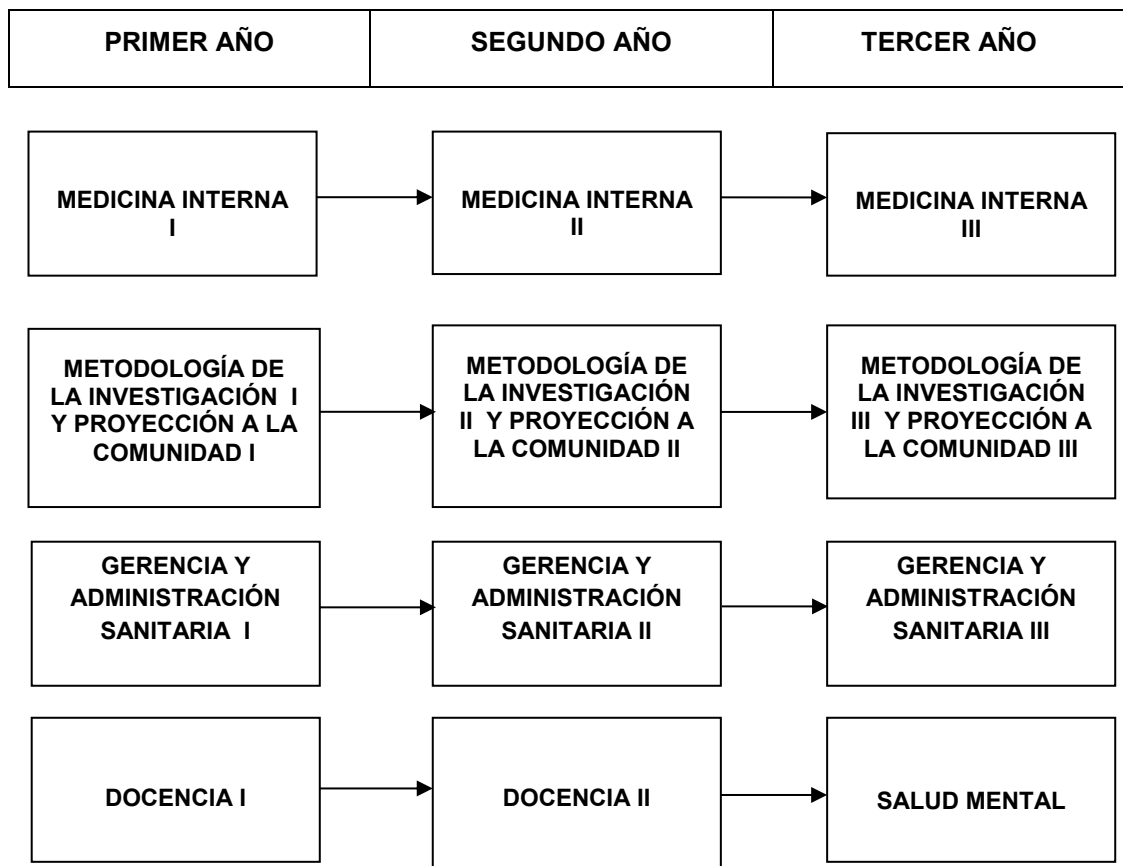 PRIMER AÑO
SEGUNDO AÑO
TERCER AÑO
MEDICINA INTERNA
I
MEDICINA INTERNA
II
MEDICINA INTERNA
III
METODOLOGÍA DE
LA INVESTIGACIÓN I
Y PROYECCIÓN A LA
COMUNIDAD I
METODOLOGÍA DE
LA INVESTIGACIÓN
II Y PROYECCIÓN A
LA COMUNIDAD II
METODOLOGÍA DE
LA INVESTIGACIÓN
III Y PROYECCIÓN A
LA COMUNIDAD III
GERENCIA Y
ADMINISTRACIÓN
SANITARIA I
GERENCIA Y
ADMINISTRACIÓN
SANITARIA II
GERENCIA Y
ADMINISTRACIÓN
SANITARIA III
DOCENCIA I
DOCENCIA II
SALUD MENTAL